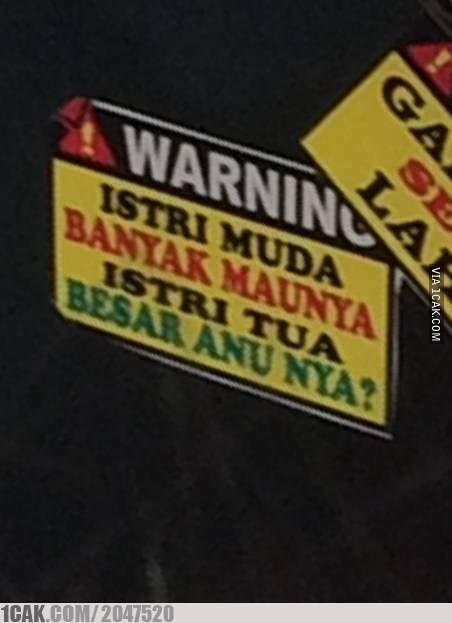 WARNING
ISTRI MUDA
BANYAK MAUNYA
ISTRI TUA
BESAR ANU NYA?
VIA 1CAK.COM
1CAK.COM/2047520